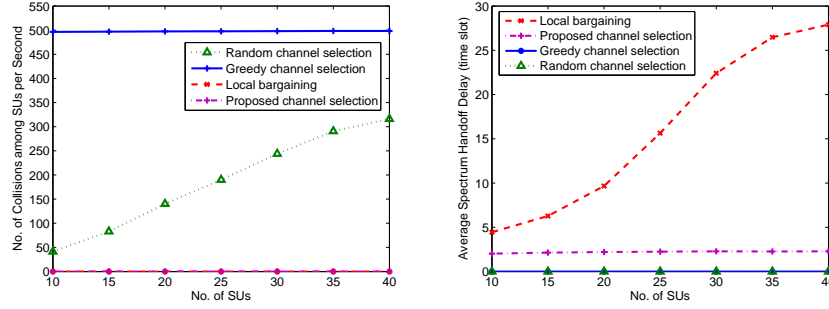 550
500
450
400
350
300
250
200
150
100
50
0
No. of Collisions among SUs per Second
Random channel selection
Greedy channel selection
Local bargaining
Proposed channel selection
10 15 20 25 30 35 40
No. of SUs
30
25
20
15
10
5
0
Average Spectrum Handoff Delay (time slot)
Local bargaining
Proposed channel selection
Greedy channel selection
Random channel selection
10 15 20 25 30 35 40
No. of SUs